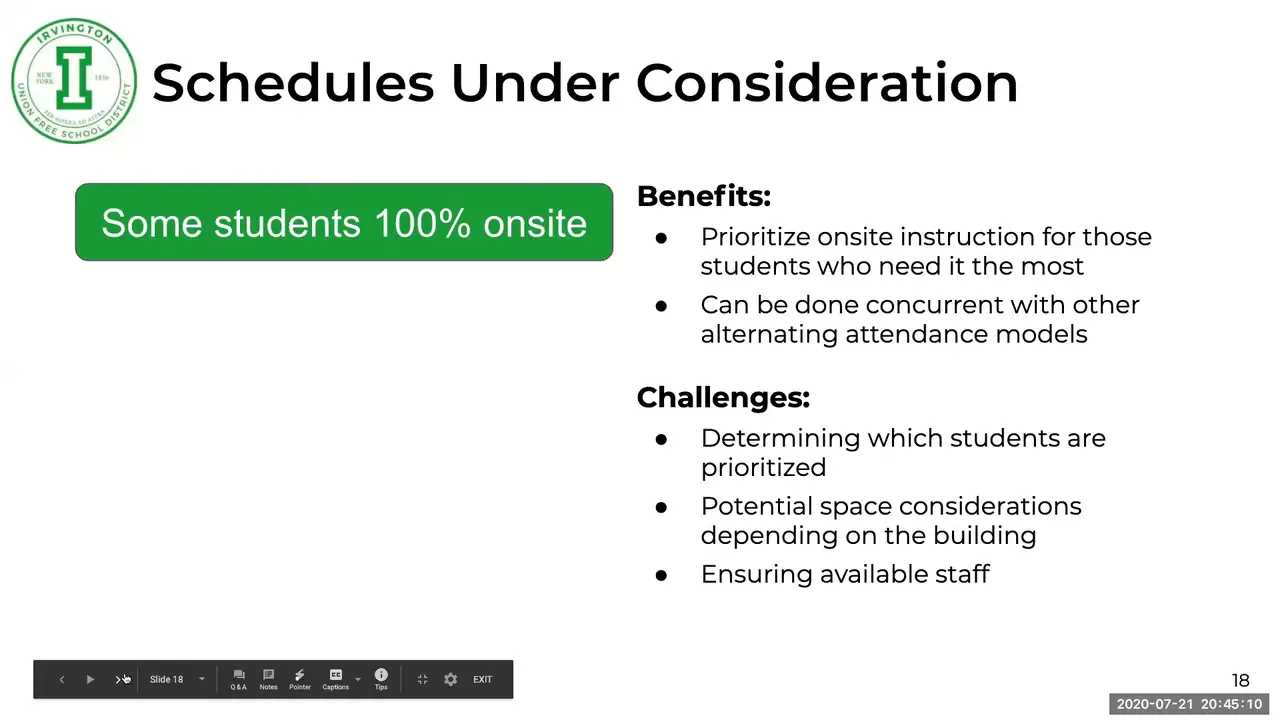 IRVINGTON
NEW YORK
1856
UNION FREE SCHOOL DISTRICT
I
Schedules Under Consideration
Some students 100% onsite
Benefits:
● Prioritize onsite instruction for those
students who need it the most
● Can be done concurrent with other
alternating attendance models
Challenges:
● Determining which students are
prioritized
● Potential space considerations
depending on the building
● Ensuring available staff
Slide 18
Q & A
Notes
Pointer
Captions
Tips
EXIT
18
2020-07-21 20:45:10